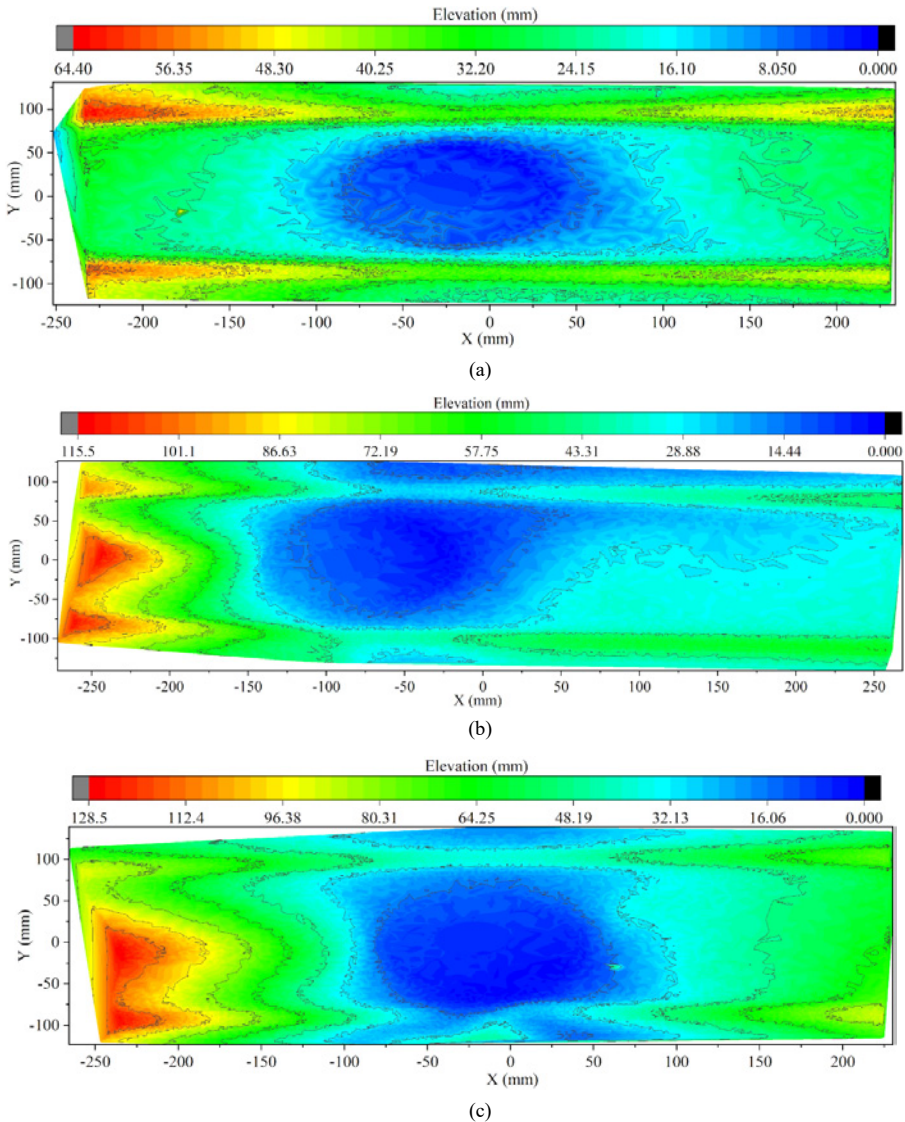 Elevation (mm)
64.40 56.35 48.30 40.25 32.20 24.15 16.10 8.050 0.000
100
50
0
-50
-100
Y (mm)
-250 -200 -150 -100 -50 0 50 100 150 200
X (mm)
(a)
Elevation (mm)
115.5 101.1 86.63 72.19 57.75 43.31 28.88 14.44 0.000
100
50
0
-50
-100
Y (mm)
-250 -200 -150 -100 -50 0 50 100 150 200 250
X (mm)
(b)
Elevation (mm)
128.5 112.4 96.38 80.31 64.25 48.19 32.13 16.06 0.000
100
50
0
-50
-100
Y (mm)
-250 -200 -150 -100 -50 0 50 100 150 200
X (mm)
(c)